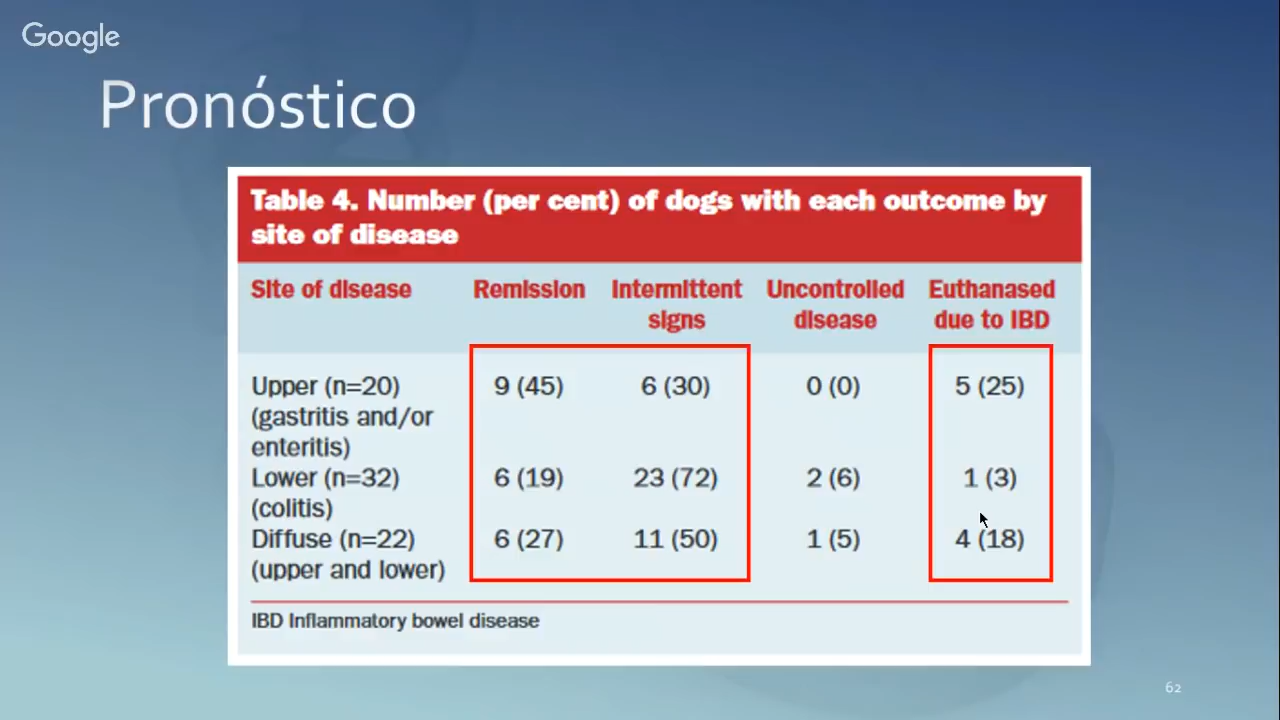 Google
Pronóstico
Table 4. Number (per cent) of dogs with each outcome by
site of disease
Site of disease Remission Intermittent signs Uncontrolled disease Euthanased due to IBD
Upper (n=20) 9 (45) 6 (30) 0 (0) 5 (25)
(gastritis and/or
enteritis)
Lower (n=32) 6 (19) 23 (72) 2 (6) 1 (3)
(colitis)
Diffuse (n=22) 6 (27) 11 (50) 1 (5) 4 (18)
(upper and lower)
IBD Inflammatory bowel disease
62